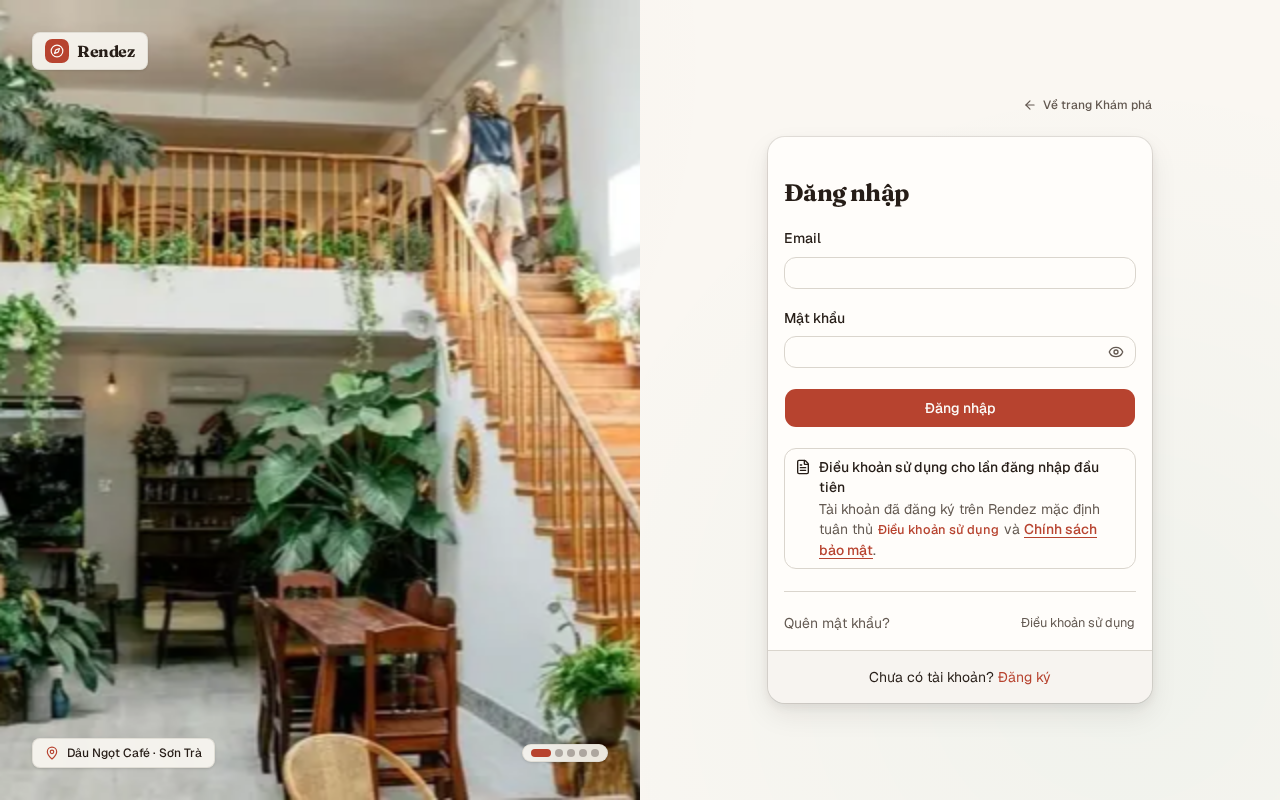 Rendez
Dâu Ngọt Café · Sơn Trà
Về trang Khám phá
Đăng nhập
Email
Mật khẩu
Đăng nhập
Điều khoản sử dụng cho lần đăng nhập đầu
tiên
Tài khoản đã đăng ký trên Rendez mặc định
tuân thủ Điều khoản sử dụng và Chính sách
bảo mật.
Quên mật khẩu?
Điều khoản sử dụng
Chưa có tài khoản? Đăng ký